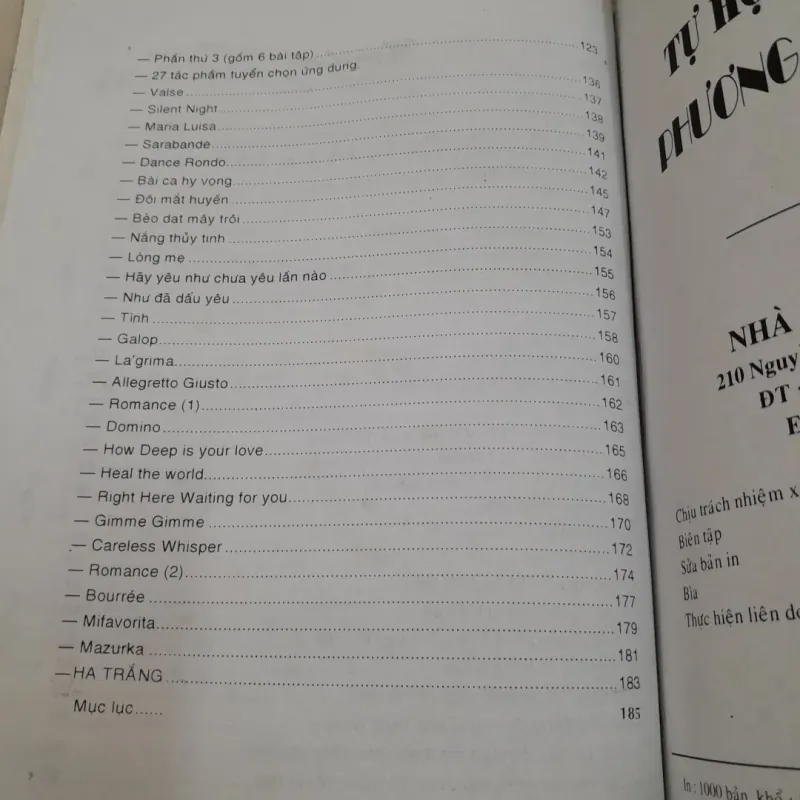 — Phần thứ 3 (gồm 6 bài tập) 123
— 27 tác phẩm tuyển chọn ứng dụng
— Valse 136
— Silent Night 137
— Maria Luisa 138
— Sarabande 139
— Dance Rondo 141
— Bài ca hy vọng 142
— Đôi mắt huyền 145
— Bèo dạt mây trôi 147
— Nắng thủy tinh 153
— Lòng mẹ 154
— Hãy yêu như chưa yêu lần nào 155
— Như đã dấu yêu 156
— Tình 157
— Galop 158
— La'grima 160
— Allegretto Giusto 161
— Romance (1) 162
— Domino 163
— How Deep is your love 165
— Heal the world 166
— Right Here Waiting for you 168
— Gimme Gimme 170
— Careless Whisper 172
— Romance (2) 174
— Bourrée 177
— Mifavorita 179
— Mazurka 181
— HẠ TRẮNG 183
Mục lục...... 185
TỰ HỌ
PHƯƠNG
NHÀ
210 Nguy
ĐT
E
Chịu trách nhiệm x
Biên tập
Sửa bản in
Bìa
Thực hiện liên do
In : 1000 bản, khổ